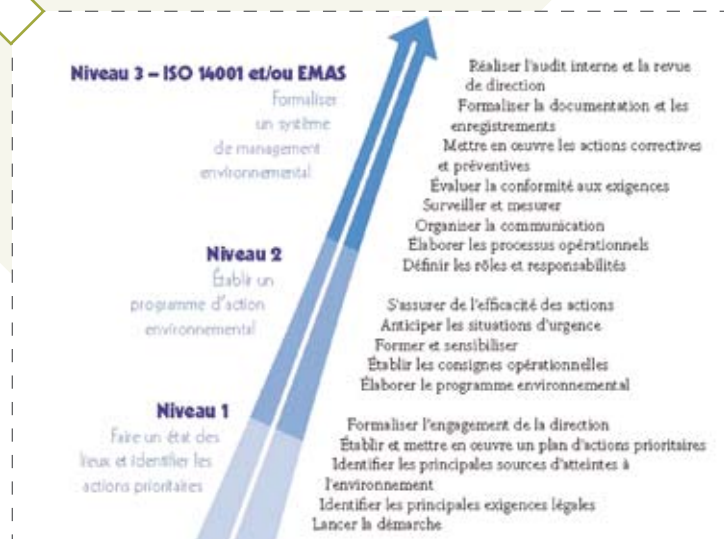 Niveau 3 – ISO 14001 et/ou EMAS
Formaliser
un système
de management
environnemental
Réaliser l'audit interne et la revue
de direction
Formaliser la documentation et les
enregistrements
Mettre en œuvre les actions correctives
et préventives
Évaluer la conformité aux exigences
Surveiller et mesurer
Organiser la communication
Élaborer les processus opérationnels
Définir les rôles et responsabilités
Niveau 2
Établir un
programme d'action
environnemental
S'assurer de l'efficacité des actions
Anticiper les situations d'urgence
Former et sensibiliser
Établir les consignes opérationnelles
Élaborer le programme environnemental
Niveau 1
Faire un état des
lieux et identifier les
actions prioritaires
Formaliser l'engagement de la direction
Établir et mettre en œuvre un plan d'actions prioritaires
Identifier les principales sources d'atteintes à
l'environnement
Identifier les principales exigences légales
Lancer la démarche